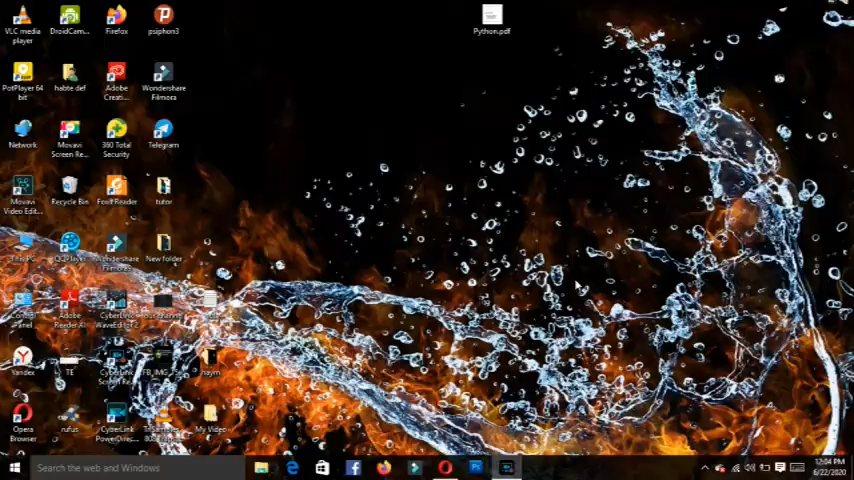 VLC media
player
DroidCam...
Firefox
psiphon3
Python.pdf
PotPlayer 64
bit
habte def
Adobe
Creati...
Wondershare
Filmora
Network
Movavi
Screen Re...
360 Total
Security
Telegram
Movavi
Video Edit...
Recycle Bin
Foxit Reader
tutor
This PC
QQPlayer
Wondershare
New folder
Control
Panel
Adobe
Reader XI
CyberLink
WaveEditor 2
Yandex
TE
CyberLink
Screen Re...
haym
Opera
Browser
rufus
CyberLink
PowerDirec...
My Video
Search the web and Windows
12:04 PM
6/22/2020